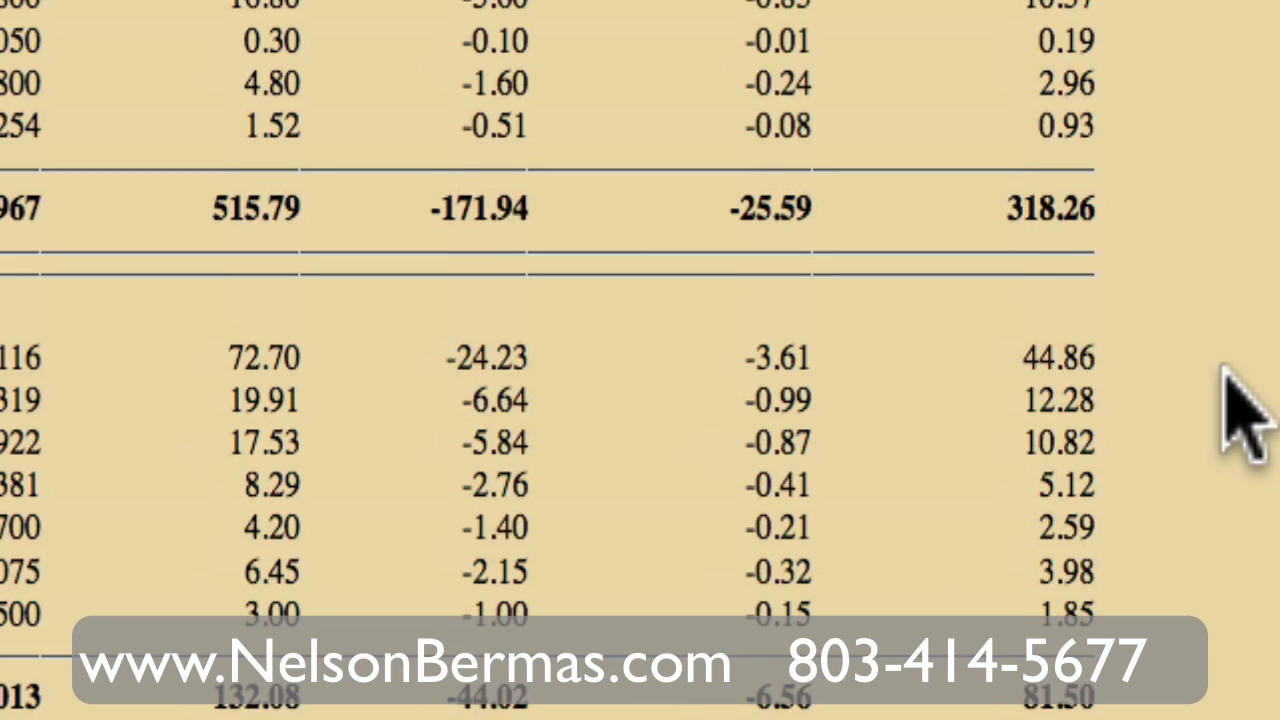 050 0.30 -0.10 -0.01 0.19
800 4.80 -1.60 -0.24 2.96
254 1.52 -0.51 -0.08 0.93
967 515.79 -171.94 -25.59 318.26
116 72.70 -24.23 -3.61 44.86
319 19.91 -6.64 -0.99 12.28
922 17.53 -5.84 -0.87 10.82
381 8.29 -2.76 -0.41 5.12
700 4.20 -1.40 -0.21 2.59
075 6.45 -2.15 -0.32 3.98
500 3.00 -1.00 -0.15 1.85
www.NelsonBermas.com 803-414-5677
013 132.08 -44.02 -6.56 81.50